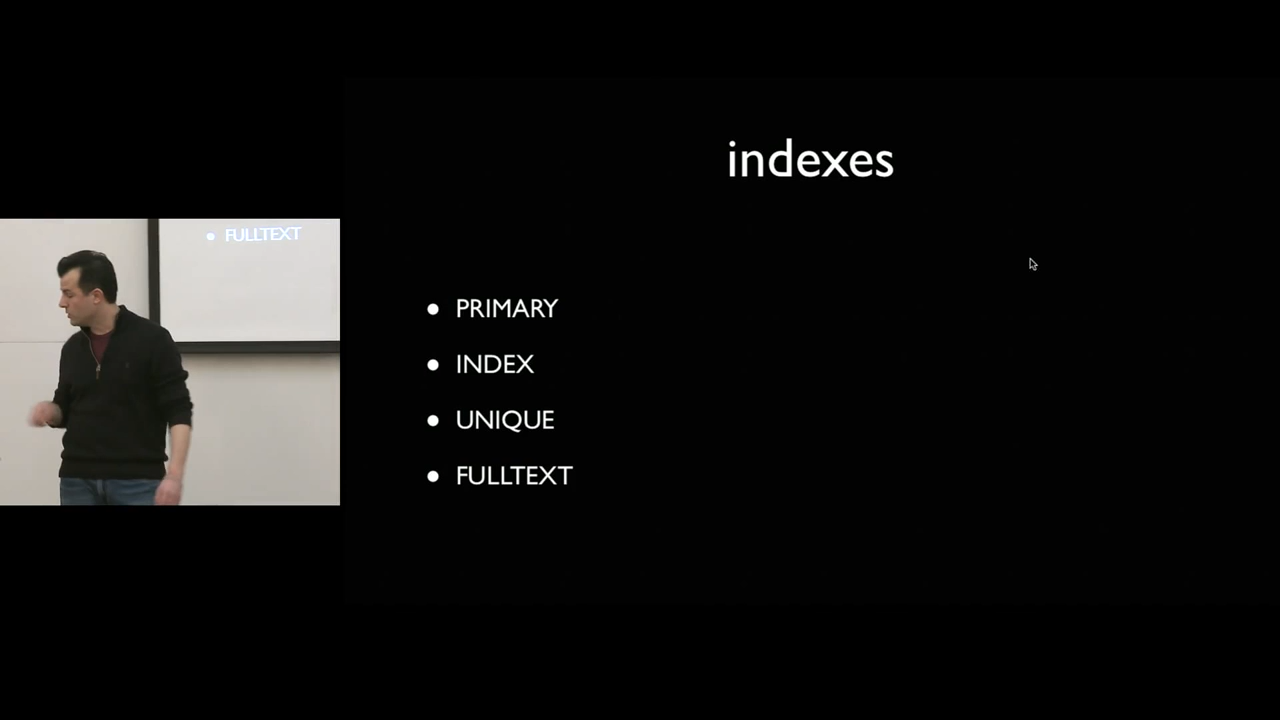 indexes
• PRIMARY
• INDEX
• UNIQUE
• FULLTEXT
• FULLTEXT